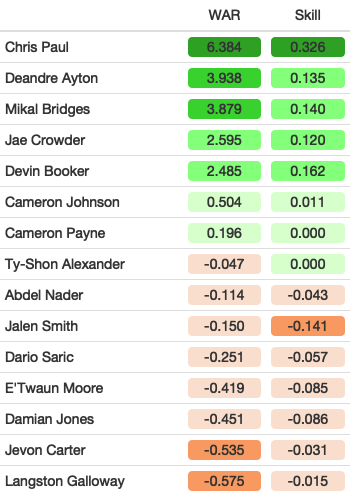 WAR Skill
Chris Paul 6.384 0.326
Deandre Ayton 3.938 0.135
Mikal Bridges 3.879 0.140
Jae Crowder 2.595 0.120
Devin Booker 2.485 0.162
Cameron Johnson 0.504 0.011
Cameron Payne 0.196 0.000
Ty-Shon Alexander -0.047 0.000
Abdel Nader -0.114 -0.043
Jalen Smith -0.150 -0.141
Dario Saric -0.251 -0.057
E'Twaun Moore -0.419 -0.085
Damian Jones -0.451 -0.086
Jevon Carter -0.535 -0.031
Langston Galloway -0.575 -0.015